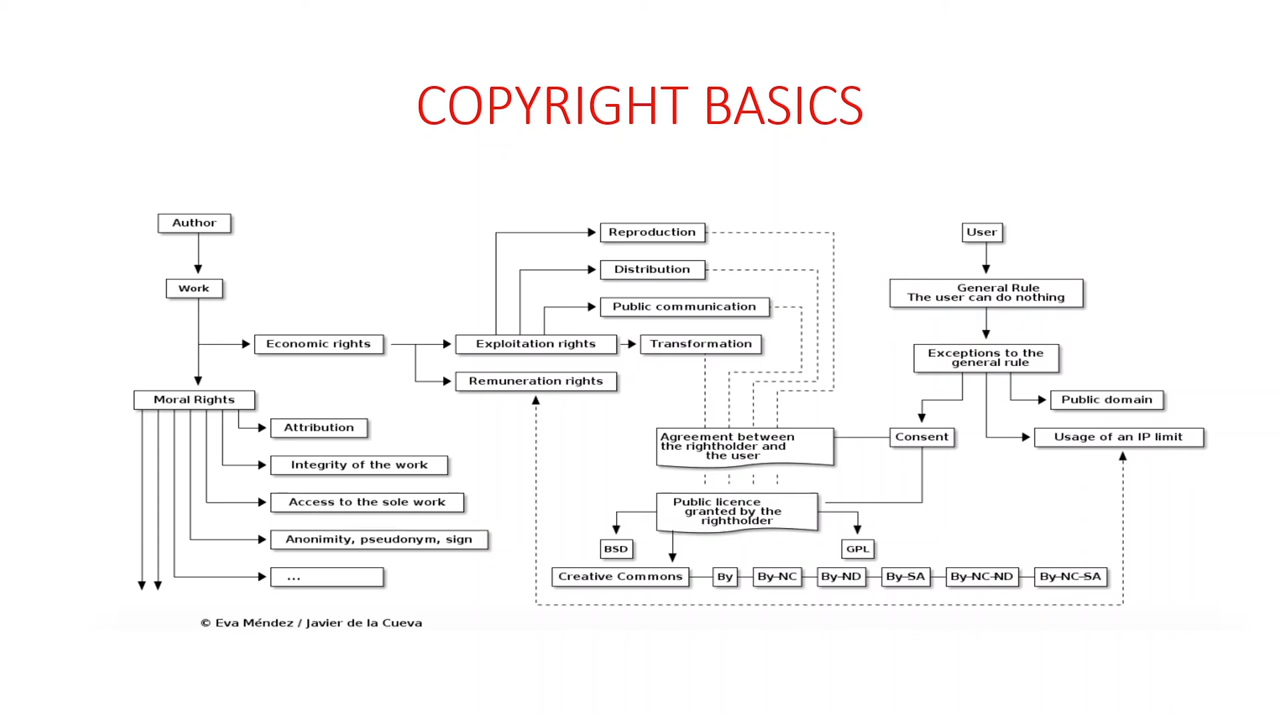 COPYRIGHT BASICS
Author
Work
Economic rights
Moral Rights
Attribution
Integrity of the work
Access to the sole work
Anonimity, pseudonym, sign
...
Exploitation rights
Remuneration rights
Reproduction
Distribution
Public communication
Transformation
Agreement between
the rightholder and
the user
Public licence
granted by the
rightholder
BSD
GPL
Creative Commons
By
By-NC
By-ND
By-SA
By-NC-ND
By-NC-SA
User
General Rule
The user can do nothing
Exceptions to the
general rule
Public domain
Consent
Usage of an IP limit
© Eva Méndez / Javier de la Cueva